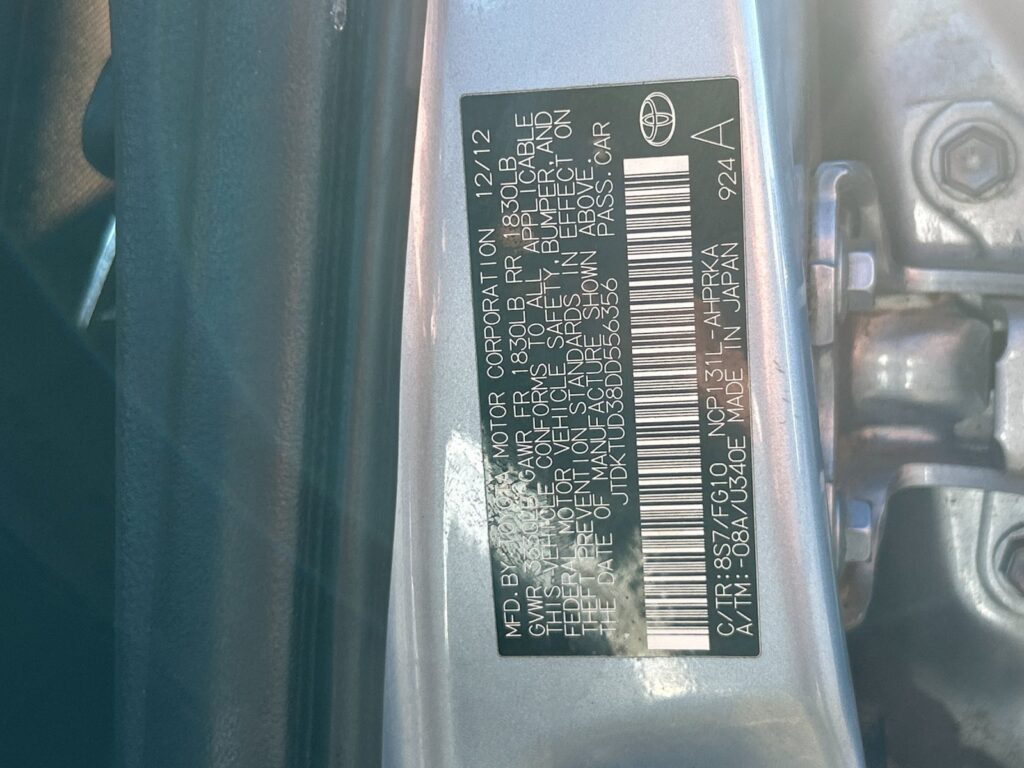 MFD. BY TOYOTA MOTOR CORPORATION 12/12
GVWR GAWR FR 1830LB RR 1830LB
THIS VEHICLE CONFORMS TO ALL APPLICABLE
FEDERAL MOTOR VEHICLE SAFETY, BUMPER, AND
THEFT PREVENTION STANDARDS IN EFFECT ON
THE DATE OF MANUFACTURE SHOWN ABOVE.
JTDKTUD38DD556356 PASS. CAR
924 A
C/TR:8S7/FG10 NCP131L-AHPRKA
A/TM:-08A/U340E MADE IN JAPAN